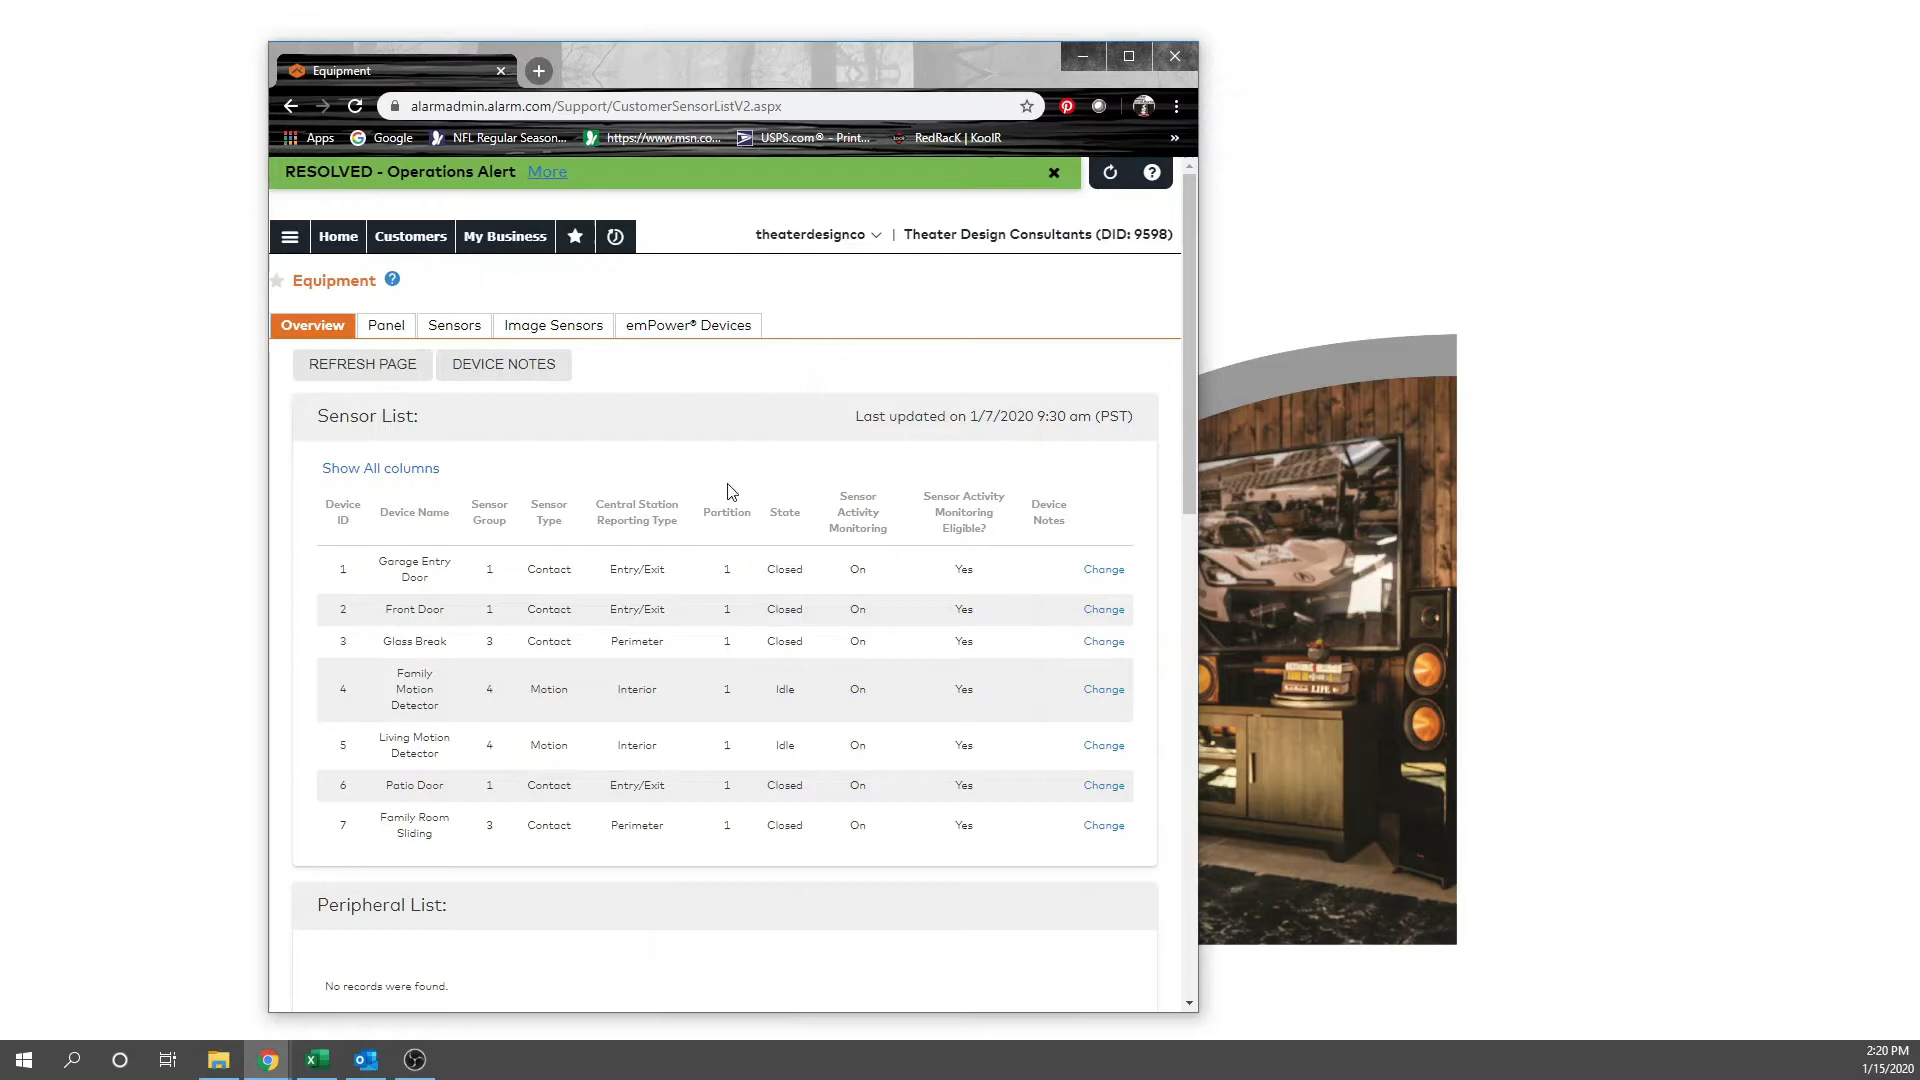 Equipment
alarmadmin.alarm.com/Support/CustomerSensorListV2.aspx
Apps Google NFL Regular Season... https://www.msn.co... USPS.com® - Print... RedRacK | KoolR »
RESOLVED - Operations Alert More
Home Customers My Business theaterdesignco | Theater Design Consultants (DID: 9598)
Equipment ?
Overview Panel Sensors Image Sensors emPower® Devices
REFRESH PAGE DEVICE NOTES
Sensor List: Last updated on 1/7/2020 9:30 am (PST)
Show All columns
Device ID Device Name Sensor Group Sensor Type Central Station Reporting Type Partition State Sensor Activity Monitoring Sensor Activity Monitoring Eligible? Device Notes
1 Garage Entry Door 1 Contact Entry/Exit 1 Closed On Yes Change
2 Front Door 1 Contact Entry/Exit 1 Closed On Yes Change
3 Glass Break 3 Contact Perimeter 1 Closed On Yes Change
4 Family Motion Detector 4 Motion Interior 1 Idle On Yes Change
5 Living Motion Detector 4 Motion Interior 1 Idle On Yes Change
6 Patio Door 1 Contact Entry/Exit 1 Closed On Yes Change
7 Family Room Sliding 3 Contact Perimeter 1 Closed On Yes Change
Peripheral List:
No records were found.
LIFE
2:20 PM
1/15/2020